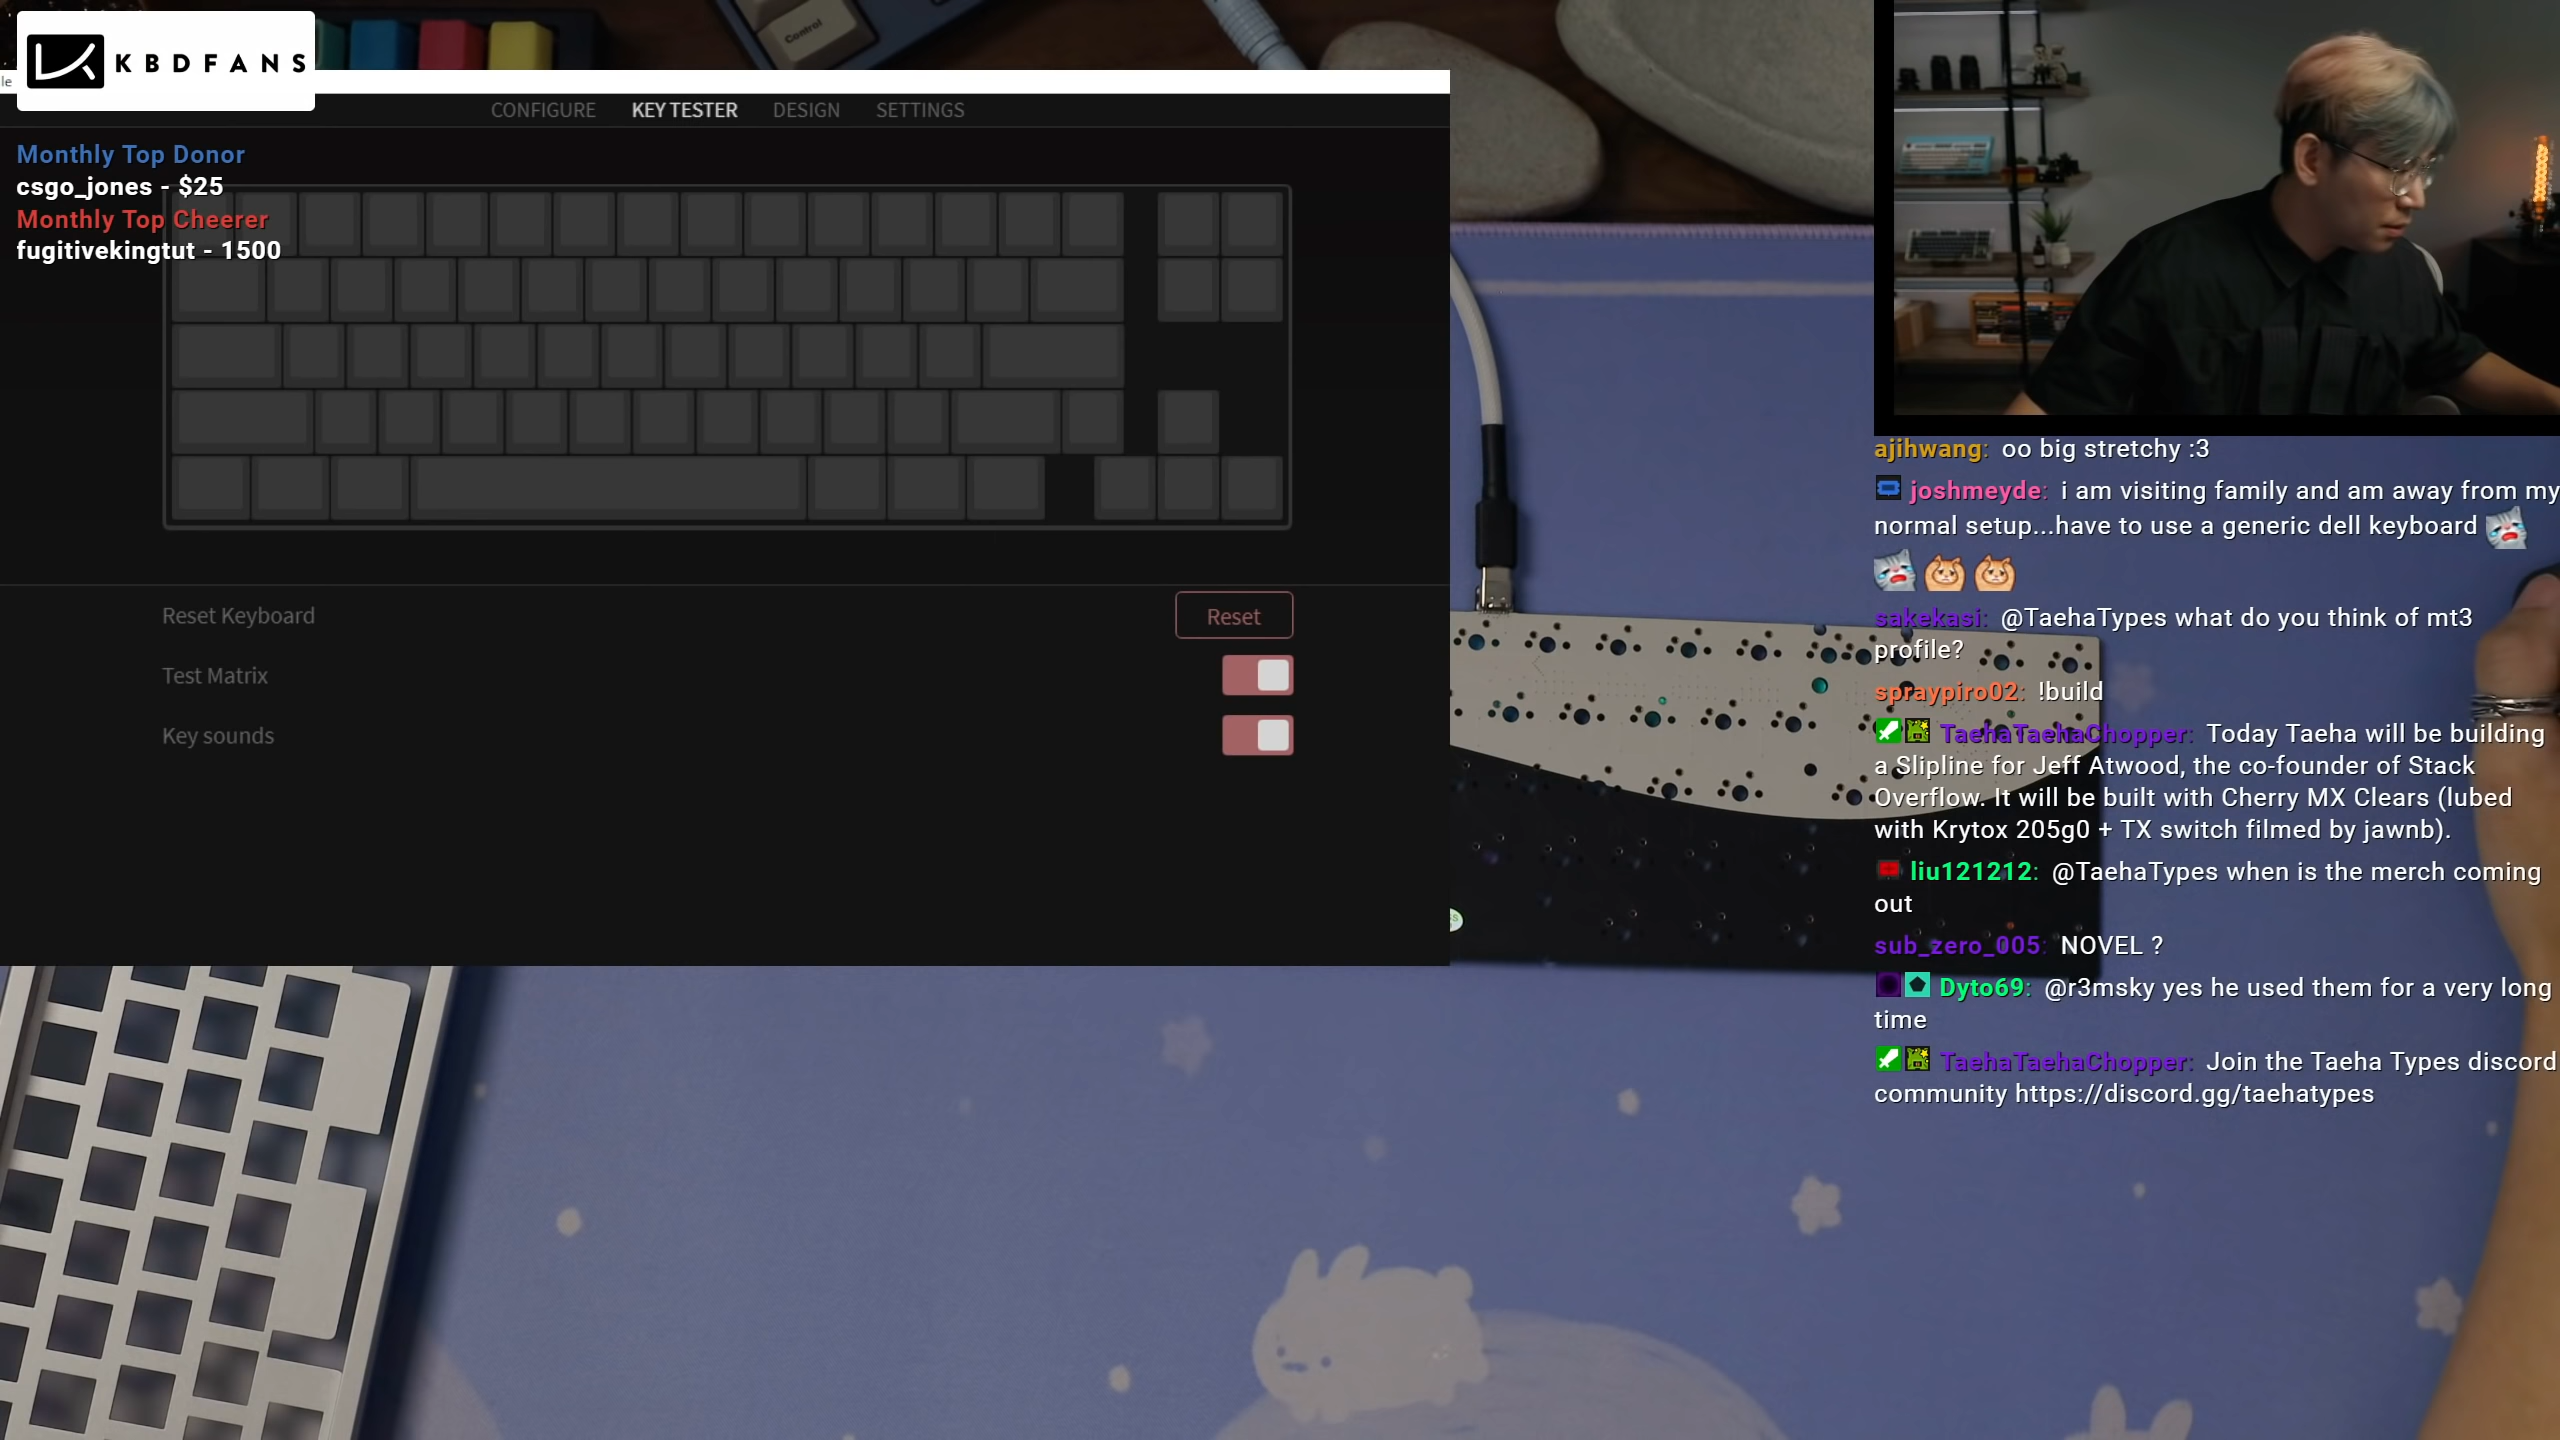 KBDFANS
le
Control
CONFIGURE KEY TESTER DESIGN SETTINGS
Monthly Top Donor
csgo_jones - $25
Monthly Top Cheerer
fugitivekingtut - 1500
Reset Keyboard
Reset
Test Matrix
Key sounds
ajihwang: oo big stretchy :3
joshmeyde: i am visiting family and am away from my
normal setup...have to use a generic dell keyboard
sakekasi: @TaehaTypes what do you think of mt3
profile?
spraypiro02: !build
TaehaTaehaChopper: Today Taeha will be building
a Slipline for Jeff Atwood, the co-founder of Stack
Overflow. It will be built with Cherry MX Clears (lubed
with Krytox 205g0 + TX switch filmed by jawnb).
liu121212: @TaehaTypes when is the merch coming
out
sub_zero_005: NOVEL ?
Dyto69: @r3msky yes he used them for a very long
time
TaehaTaehaChopper: Join the Taeha Types discord
community https://discord.gg/taehatypes